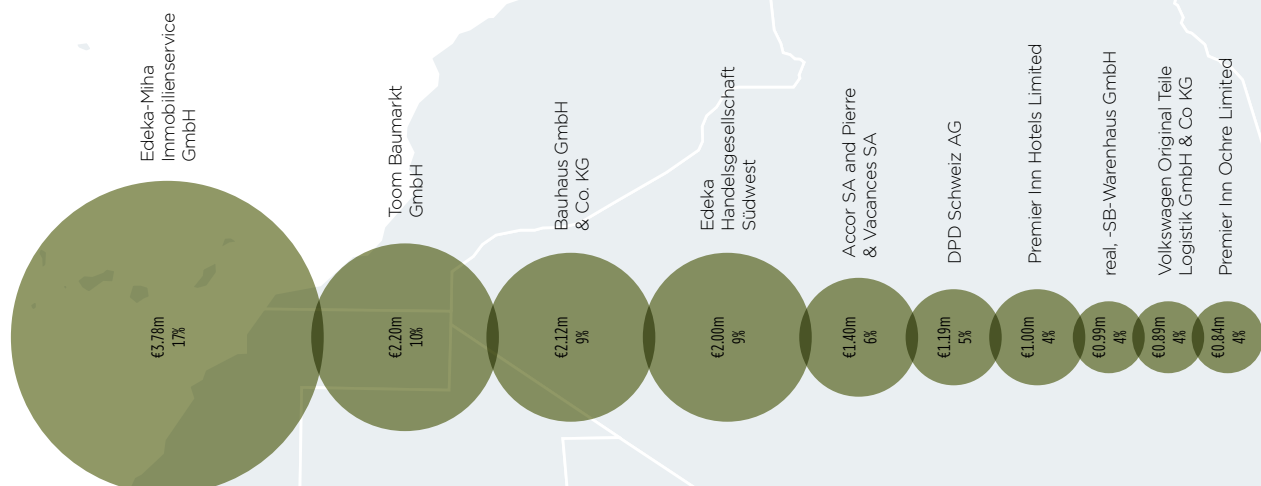 Edeka-Miha
Immobilienservice
GmbH
€3.78m
17%
Toom Baumarkt
GmbH
€2.20m
10%
Bauhaus GmbH
& Co. KG
€2.12m
9%
Edeka
Handelsgesellschaft
Südwest
€2.00m
9%
Accor SA and Pierre
& Vacances SA
€1.40m
6%
DPD Schweiz AG
€1.19m
5%
Premier Inn Hotels Limited
€1.00m
4%
real, -SB-Warenhaus GmbH
€0.99m
4%
Volkswagen Original Teile
Logistik GmbH & Co KG
€0.89m
4%
Premier Inn Ochre Limited
€0.84m
4%